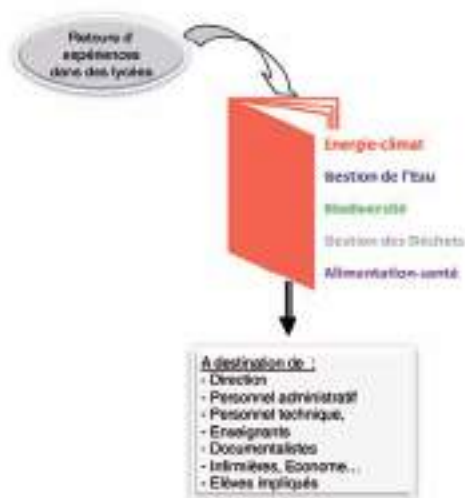 Retours d'
expériences
dans des lycées
Energie-climat
Gestion de l'Eau
Biodiversité
Gestion des Déchets
Alimentation-santé
A destination de :
- Direction
- Personnel administratif
- Personnel technique,
- Enseignants
- Documentalistes
- Infirmières, Econome...
- Elèves impliqués